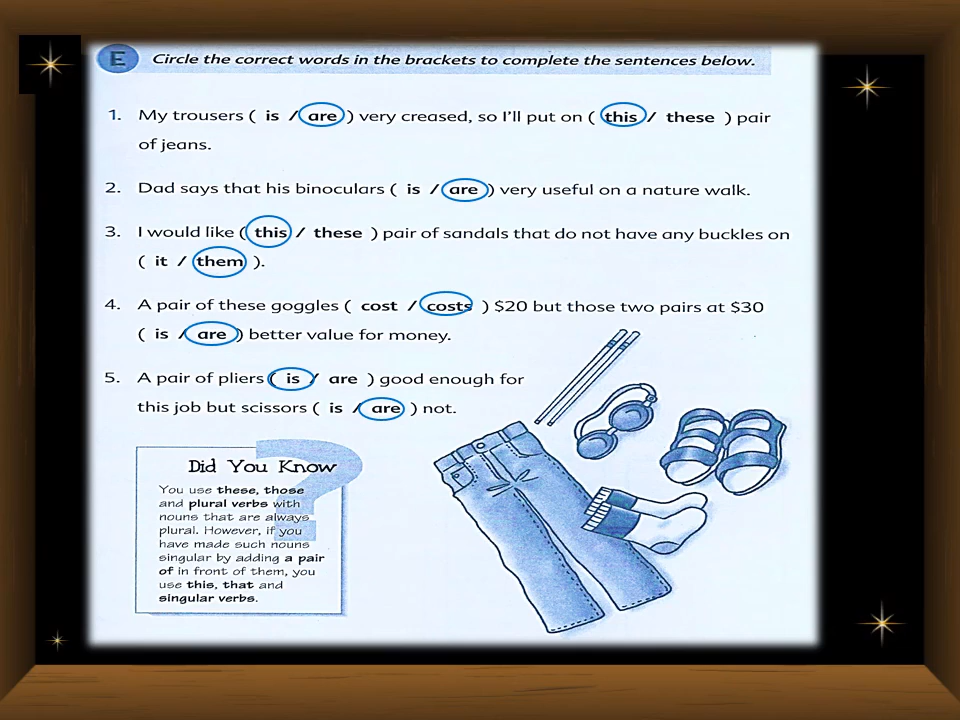 E Circle the correct words in the brackets to complete the sentences below.
1. My trousers ( is / are ) very creased, so I'll put on ( this / these ) pair
of jeans.
2. Dad says that his binoculars ( is / are ) very useful on a nature walk.
3. I would like ( this / these ) pair of sandals that do not have any buckles on
( it / them ).
4. A pair of these goggles ( cost / costs ) $20 but those two pairs at $30
( is / are ) better value for money.
5. A pair of pliers ( is / are ) good enough for
this job but scissors ( is / are ) not.
?
Did You Know
You use these, those
and plural verbs with
nouns that are always
plural. However, if you
have made such nouns
singular by adding a pair
of in front of them, you
use this, that and
singular verbs.